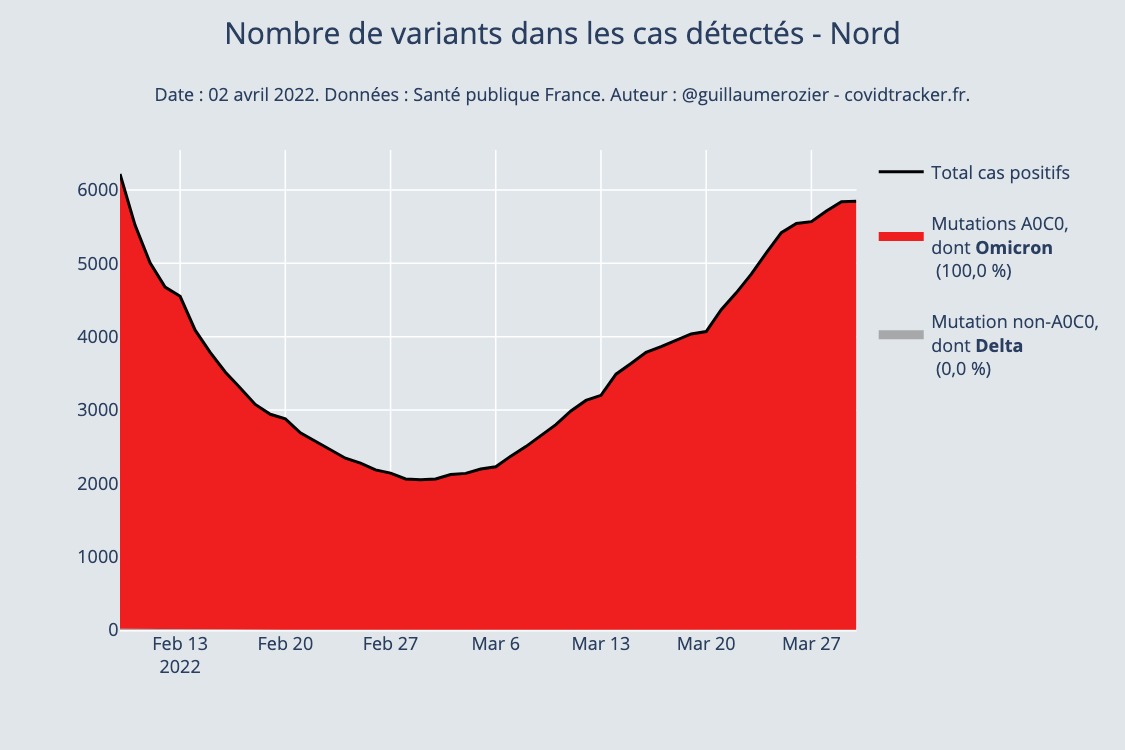 Nombre de variants dans les cas détectés - Nord
Date : 02 avril 2022. Données : Santé publique France. Auteur : @guillaumerozier - covidtracker.fr.
Total cas positifs
Mutations A0C0,
dont Omicron
(100,0 %)
Mutation non-A0C0,
dont Delta
(0,0 %)
6000
5000
4000
3000
2000
1000
0
Feb 13
2022
Feb 20
Feb 27
Mar 6
Mar 13
Mar 20
Mar 27